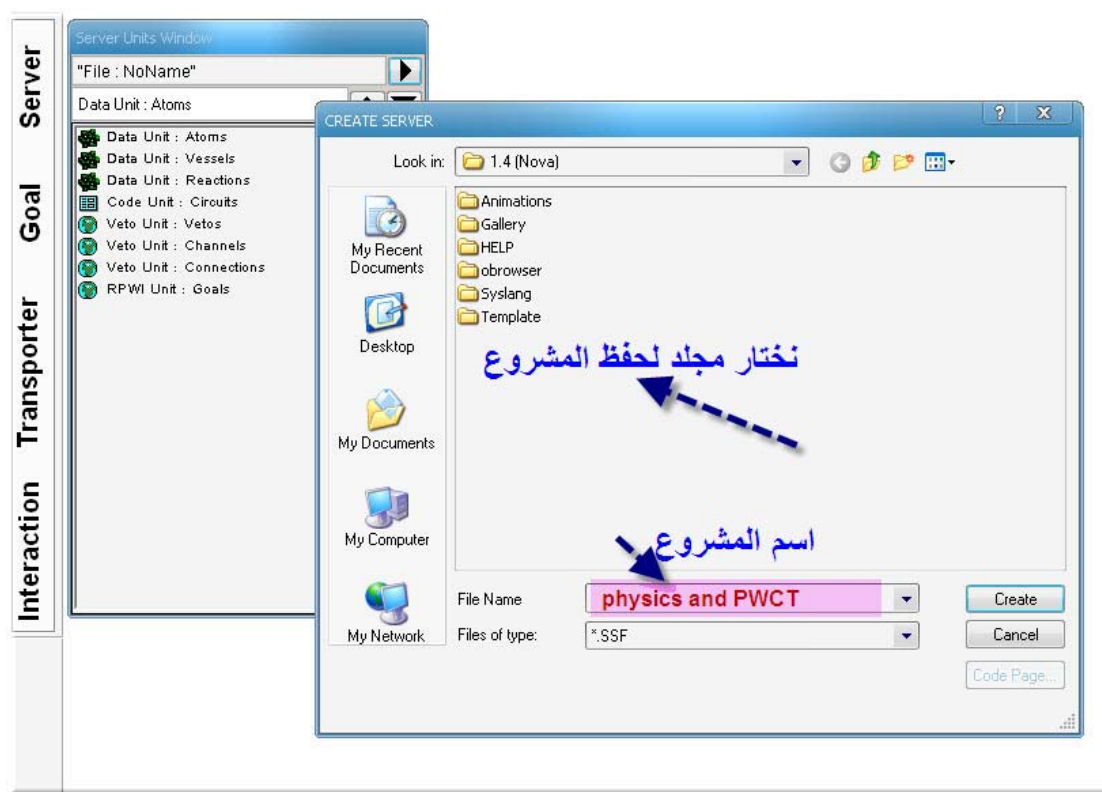 Server
Goal
Transporter
Interaction
Server Units Window
"File : NoName"
Data Unit : Atoms
Data Unit : Atoms
Data Unit : Vessels
Data Unit : Reactions
Code Unit : Circuits
Veto Unit : Vetos
Veto Unit : Channels
Veto Unit : Connections
RPWI Unit : Goals
CREATE SERVER
Look in:
1.4 (Nova)
My Recent
Documents
Desktop
My Documents
My Computer
My Network
Animations
Gallery
HELP
obrowser
Syslang
Template
نختار مجلد لحفظ المشروع
اسم المشروع
File Name
physics and PWCT
Create
Files of type:
*.SSF
Cancel
Code Page...